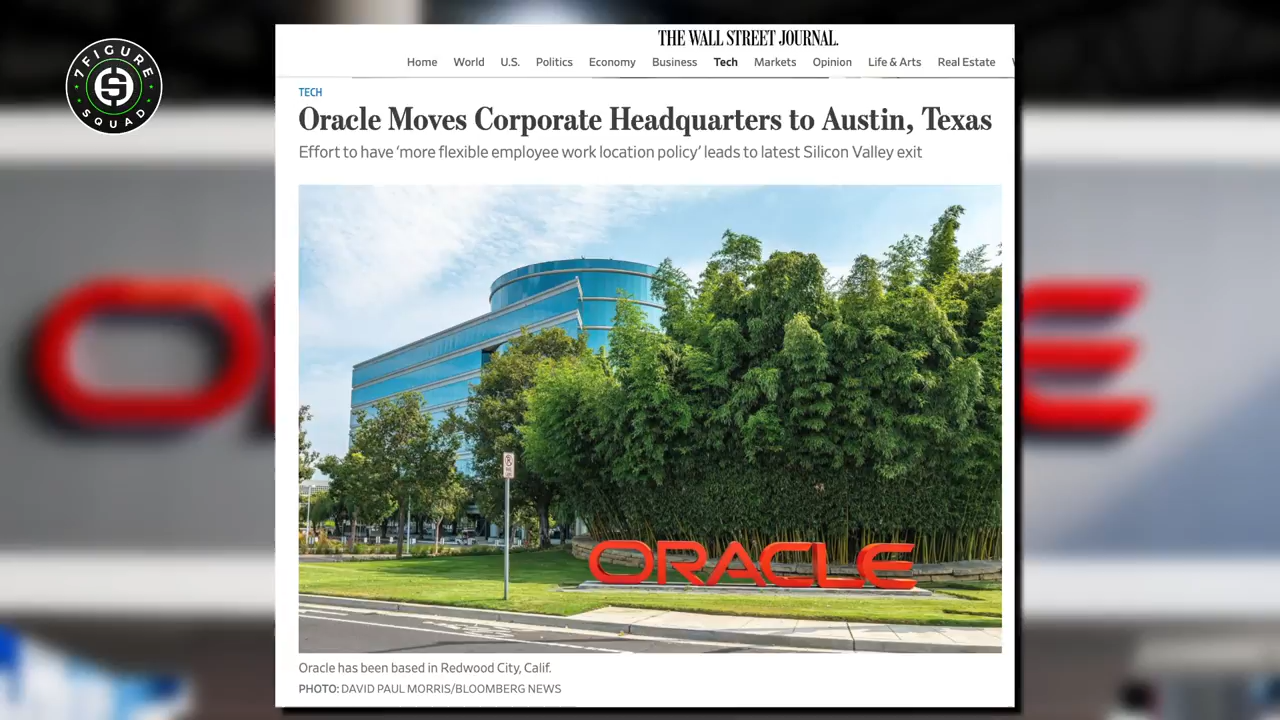 7FIGURE
SQUAD
THE WALL STREET JOURNAL.
Home World U.S. Politics Economy Business Tech Markets Opinion Life & Arts Real Estate
TECH
Oracle Moves Corporate Headquarters to Austin, Texas
Effort to have ‘more flexible employee work location policy’ leads to latest Silicon Valley exit
ORACLE
Oracle has been based in Redwood City, Calif.
PHOTO: DAVID PAUL MORRIS/BLOOMBERG NEWS